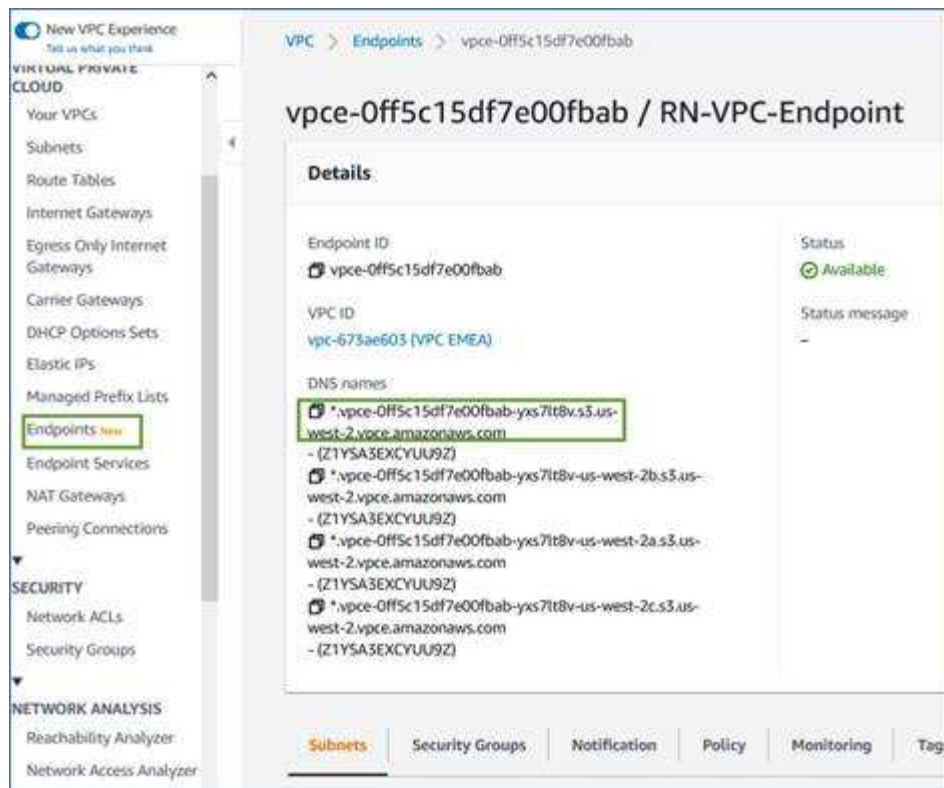 New VPC Experience
Tell us what you think
VIRTUAL PRIVATE
CLOUD
Your VPCs
Subnets
Route Tables
Internet Gateways
Egress Only Internet
Gateways
Carrier Gateways
DHCP Options Sets
Elastic IPs
Managed Prefix Lists
Endpoints New
Endpoint Services
NAT Gateways
Peering Connections
SECURITY
Network ACLs
Security Groups
NETWORK ANALYSIS
Reachability Analyzer
Network Access Analyzer
VPC > Endpoints > vpce-0ff5c15df7e00fbab
vpce-0ff5c15df7e00fbab / RN-VPC-Endpoint
Details
Endpoint ID
vpce-0ff5c15df7e00fbab
VPC ID
vpc-673ae603 (VPC EMEA)
DNS names
*.vpce-0ff5c15df7e00fbab-yxs7lt8v.s3.us-
west-2.vpce.amazonaws.com
- (Z1YSA3EXCYUU9Z)
*.vpce-0ff5c15df7e00fbab-yxs7lt8v-us-west-2b.s3.us-
west-2.vpce.amazonaws.com
- (Z1YSA3EXCYUU9Z)
*.vpce-0ff5c15df7e00fbab-yxs7lt8v-us-west-2a.s3.us-
west-2.vpce.amazonaws.com
- (Z1YSA3EXCYUU9Z)
*.vpce-0ff5c15df7e00fbab-yxs7lt8v-us-west-2c.s3.us-
west-2.vpce.amazonaws.com
- (Z1YSA3EXCYUU9Z)
Status
Available
Status message
-
Subnets Security Groups Notification Policy Monitoring Tag